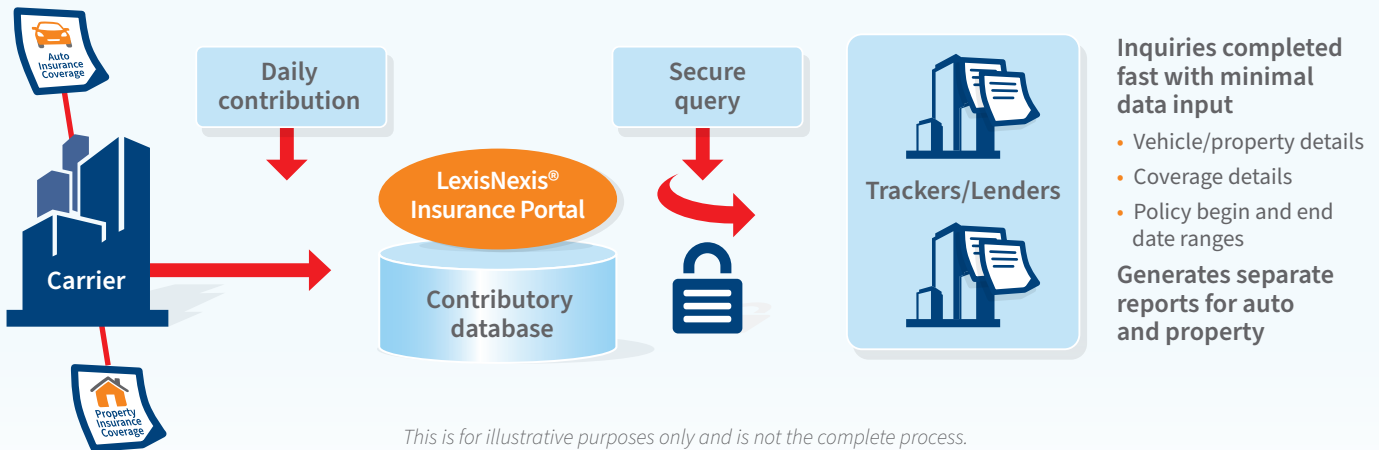 Auto
Insurance
Coverage
Daily
contribution
Secure
query
LexisNexis®
Insurance Portal
Carrier
Contributory
database
Property
Insurance
Coverage
Trackers/Lenders
Inquiries completed
fast with minimal
data input
• Vehicle/property details
• Coverage details
• Policy begin and end
date ranges
Generates separate
reports for auto
and property
This is for illustrative purposes only and is not the complete process.